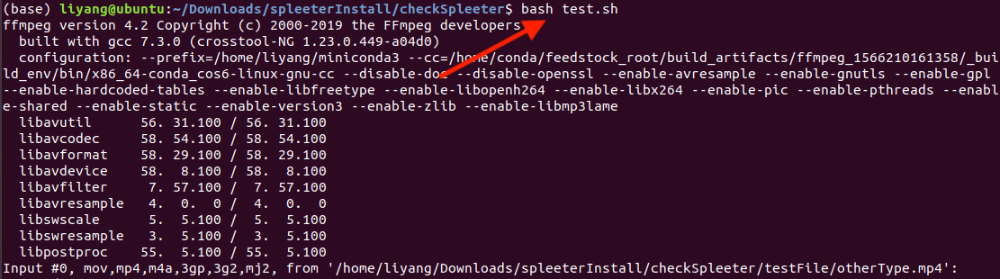 (base) liyang@ubuntu:~/Downloads/spleeterInstall/checkSpleeter$ bash test.sh
ffmpeg version 4.2 Copyright (c) 2000-2019 the FFmpeg developers
  built with gcc 7.3.0 (crosstool-NG 1.23.0.449-a04d0)
  configuration: --prefix=/home/liyang/miniconda3 --cc=/home/conda/feedstock_root/build_artifacts/ffmpeg_1566210161358/_bui
ld_env/bin/x86_64-conda_cos6-linux-gnu-cc --disable-doc --disable-openssl --enable-avresample --enable-gnutls --enable-gpl
--enable-hardcoded-tables --enable-libfreetype --enable-libopenh264 --enable-libx264 --enable-pic --enable-pthreads --enabl
e-shared --enable-static --enable-version3 --enable-zlib --enable-libmp3lame
  libavutil      56. 31.100 / 56. 31.100
  libavcodec     58. 54.100 / 58. 54.100
  libavformat    58. 29.100 / 58. 29.100
  libavdevice    58.  8.100 / 58.  8.100
  libavfilter     7. 57.100 /  7. 57.100
  libavresample   4.  0.  0 /  4.  0.  0
  libswscale      5.  5.100 /  5.  5.100
  libswresample   3.  5.100 /  3.  5.100
  libpostproc    55.  5.100 / 55.  5.100
Input #0, mov,mp4,m4a,3gp,3g2,mj2, from '/home/liyang/Downloads/spleeterInstall/checkSpleeter/testFile/otherType.mp4':